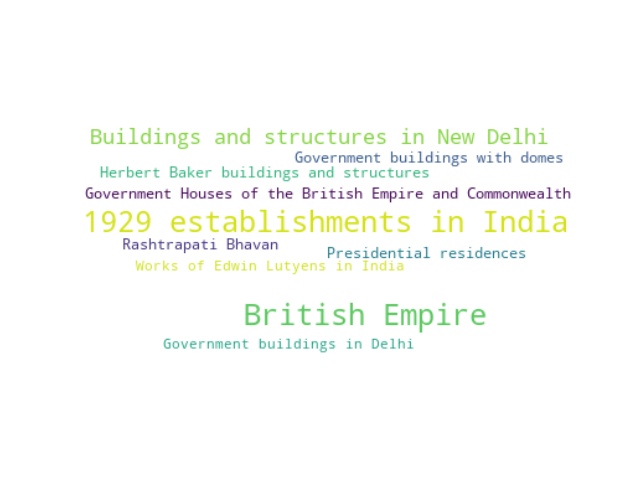 Buildings and structures in New Delhi
Government buildings with domes
Herbert Baker buildings and structures
Government Houses of the British Empire and Commonwealth
1929 establishments in India
Rashtrapati Bhavan
Presidential residences
Works of Edwin Lutyens in India
British Empire
Government buildings in Delhi